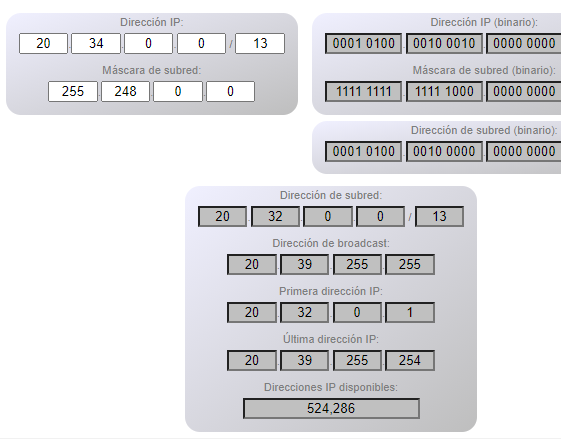 Dirección IP:
20 . 34 . 0 . 0 / 13
Máscara de subred:
255 . 248 . 0 . 0
Dirección IP (binario):
0001 0100 . 0010 0010 . 0000 0000
Máscara de subred (binario):
1111 1111 . 1111 1000 . 0000 0000
Dirección de subred (binario):
0001 0100 . 0010 0000 . 0000 0000
Dirección de subred:
20 . 32 . 0 . 0 / 13
Dirección de broadcast:
20 . 39 . 255 . 255
Primera dirección IP:
20 . 32 . 0 . 1
Última dirección IP:
20 . 39 . 255 . 254
Direcciones IP disponibles:
524,286